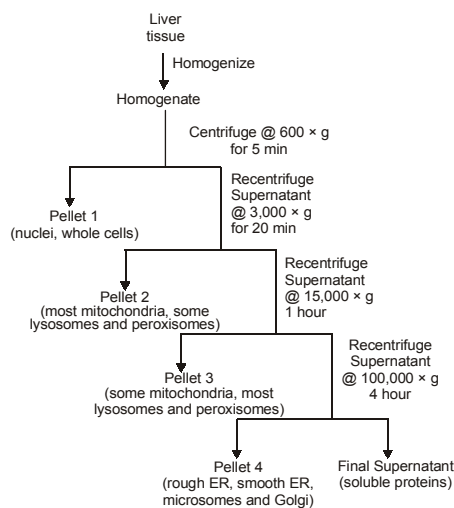 Liver
tissue
Homogenize
Homogenate
Centrifuge @ 600 × g
for 5 min
Pellet 1
(nuclei, whole cells)
Recentrifuge
Supernatant
@ 3,000 × g
for 20 min
Pellet 2
(most mitochondria, some
lysosomes and peroxisomes)
Recentrifuge
Supernatant
@ 15,000 × g
1 hour
Pellet 3
(some mitochondria, most
lysosomes and peroxisomes)
Recentrifuge
Supernatant
@ 100,000 × g
4 hour
Pellet 4
(rough ER, smooth ER,
microsomes and Golgi)
Final Supernatant
(soluble proteins)